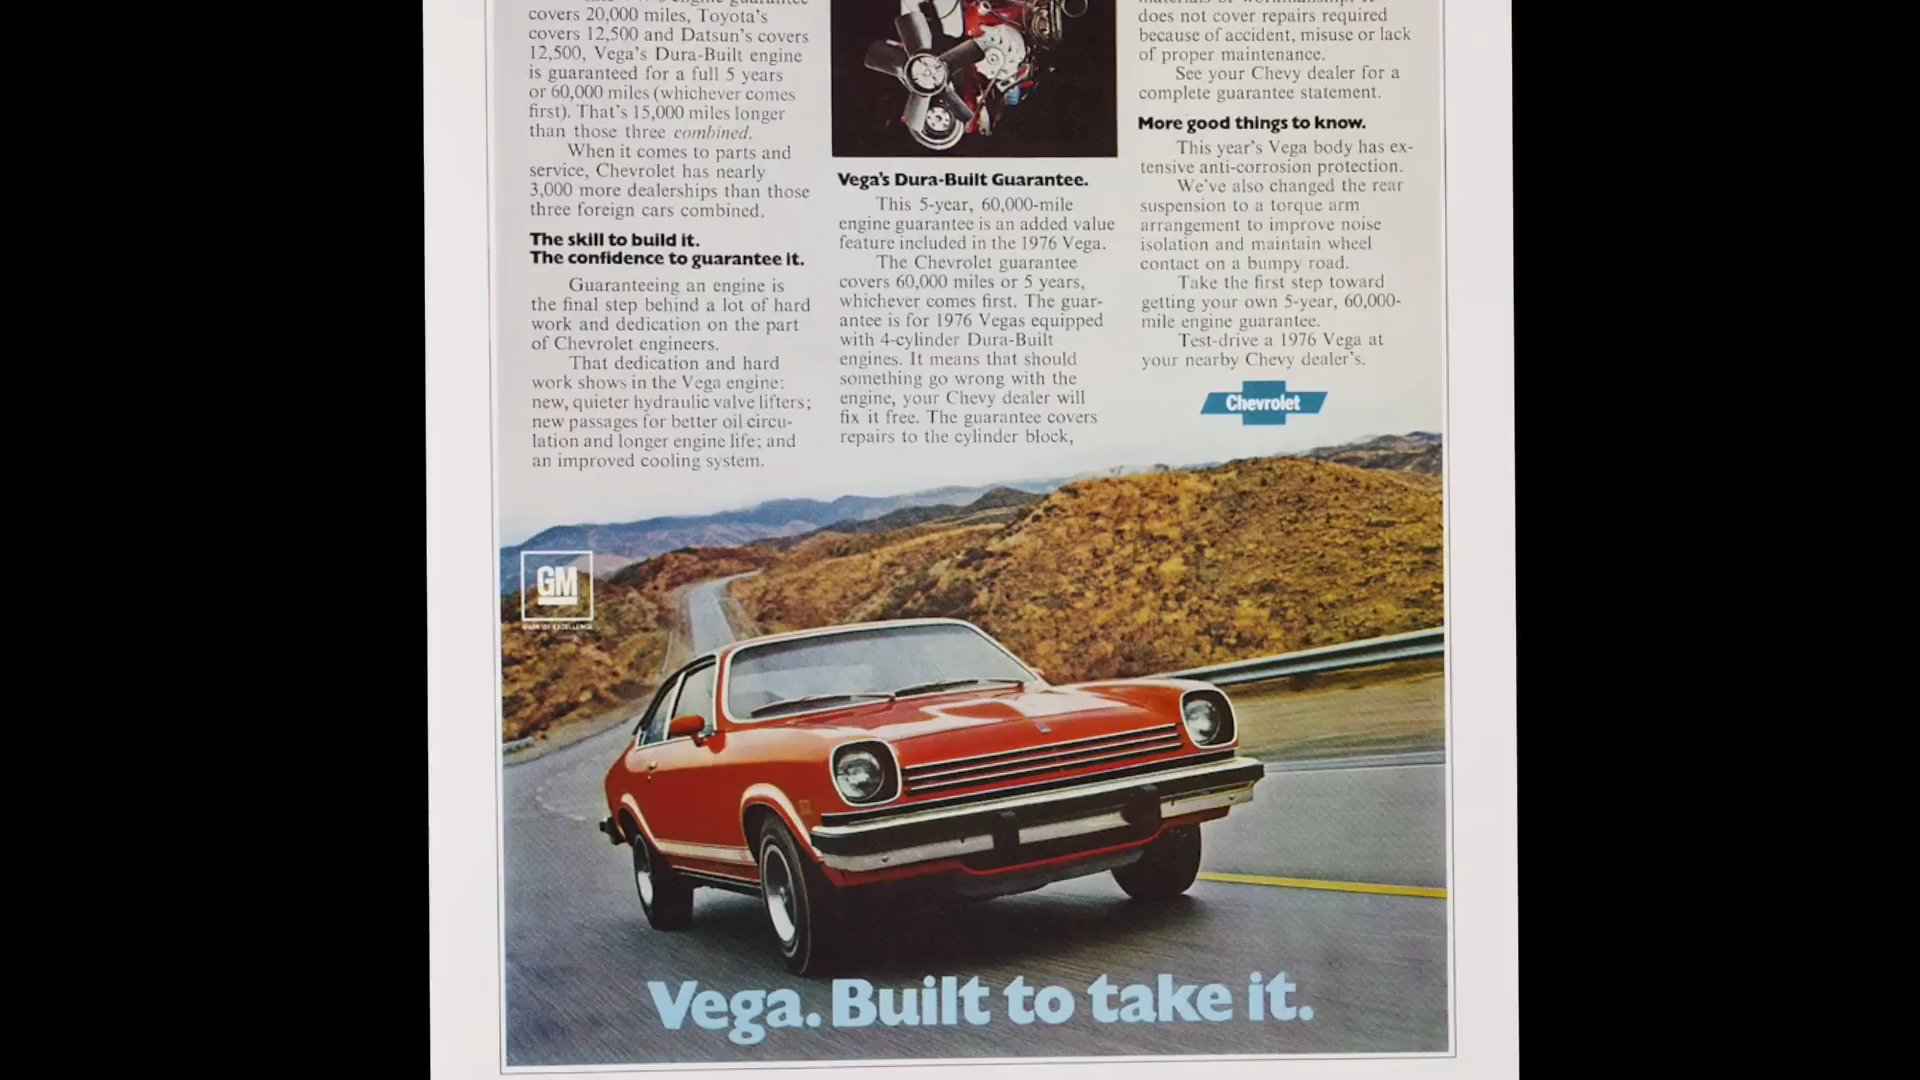 covers 20,000 miles, Toyota's
covers 12,500 and Datsun's covers
12,500, Vega's Dura-Built engine
is guaranteed for a full 5 years
or 60,000 miles (whichever comes
first). That's 15,000 miles longer
than those three combined.
When it comes to parts and
service, Chevrolet has nearly
3,000 more dealerships than those
three foreign cars combined.
The skill to build it.
The confidence to guarantee it.
Guaranteeing an engine is
the final step behind a lot of hard
work and dedication on the part
of Chevrolet engineers.
That dedication and hard
work shows in the Vega engine:
new, quieter hydraulic valve lifters;
new passages for better oil circu-
lation and longer engine life; and
an improved cooling system.
Vega's Dura-Built Guarantee.
This 5-year, 60,000-mile
engine guarantee is an added value
feature included in the 1976 Vega.
The Chevrolet guarantee
covers 60,000 miles or 5 years,
whichever comes first. The guar-
antee is for 1976 Vegas equipped
with 4-cylinder Dura-Built
engines. It means that should
something go wrong with the
engine, your Chevy dealer will
fix it free. The guarantee covers
repairs to the cylinder block,
does not cover repairs required
because of accident, misuse or lack
of proper maintenance.
See your Chevy dealer for a
complete guarantee statement.
More good things to know.
This year's Vega body has ex-
tensive anti-corrosion protection.
We've also changed the rear
suspension to a torque arm
arrangement to improve noise
isolation and maintain wheel
contact on a bumpy road.
Take the first step toward
getting your own 5-year, 60,000-
mile engine guarantee.
Test-drive a 1976 Vega at
your nearby Chevy dealer's.
Chevrolet
GM
MARK OF EXCELLENCE
Vega. Built to take it.